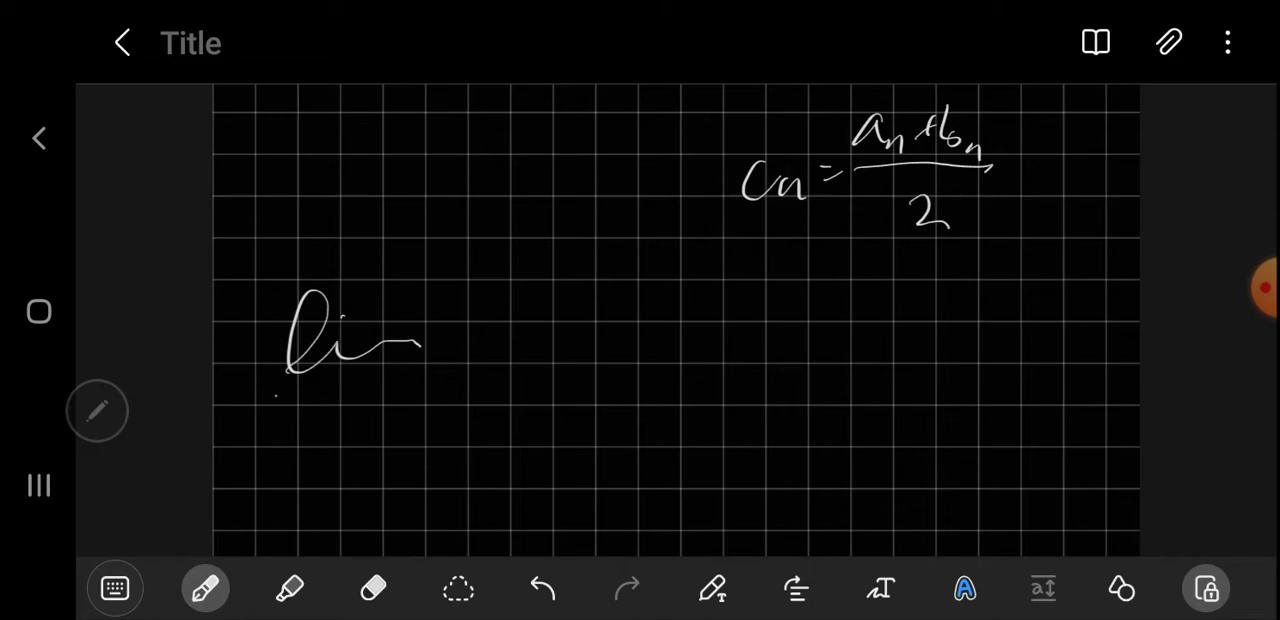 Title
Cn = (an + bn) / 2
lim